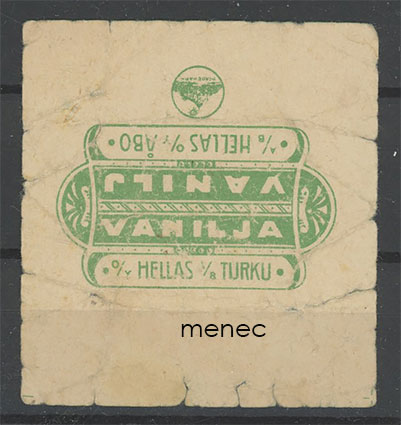 A/B HELLAS O/Y ÅBO
VANILJ
VANILJA
O/Y HELLAS A/B TURKU
menec